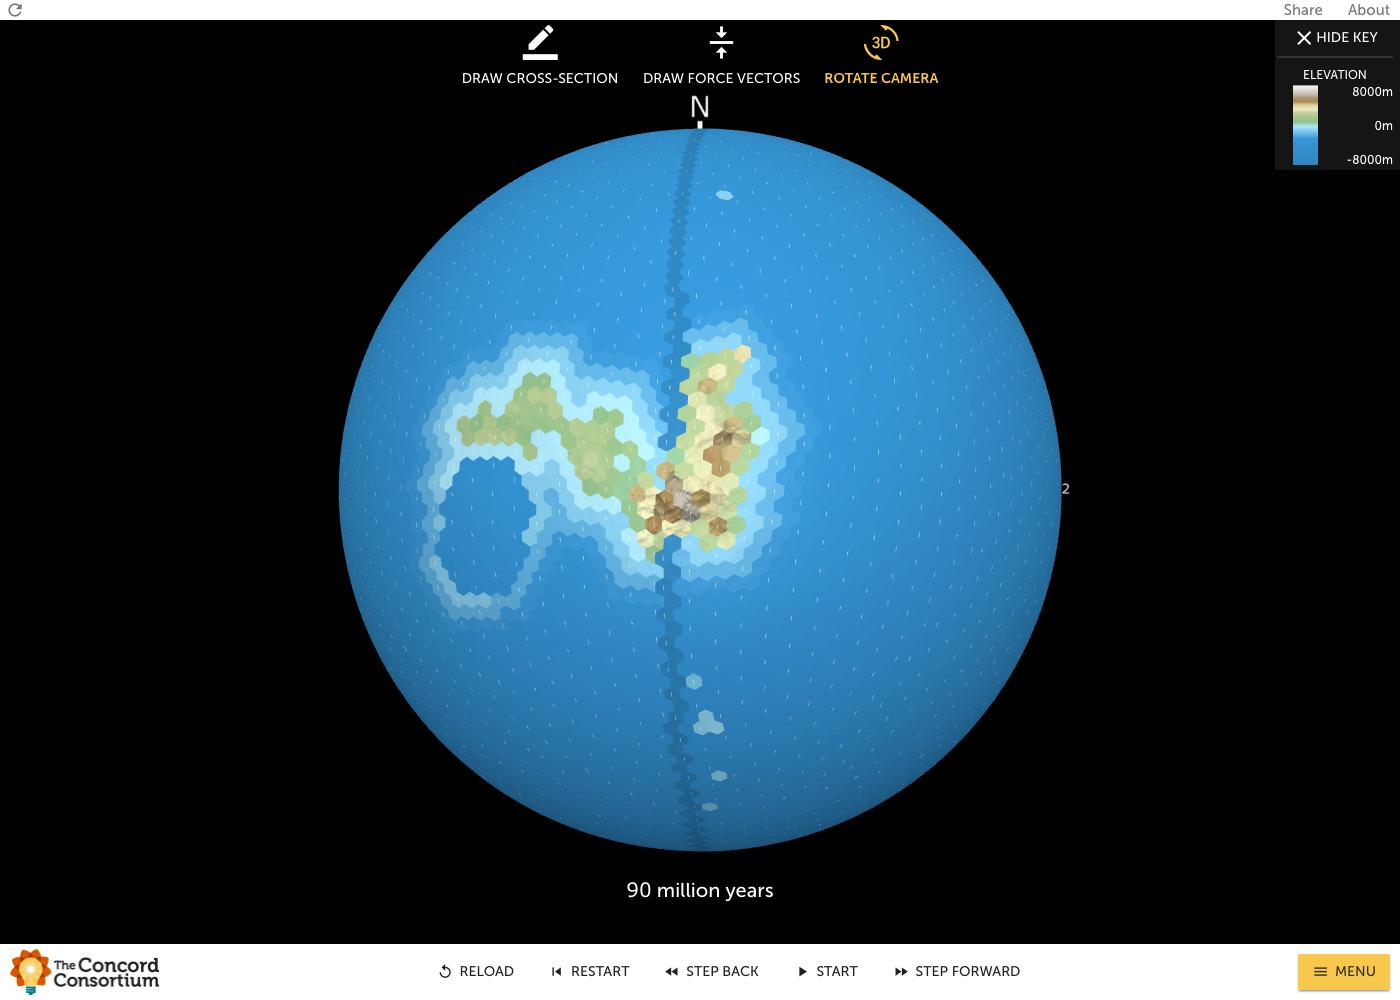 Share About
DRAW CROSS-SECTION DRAW FORCE VECTORS 3D ROTATE CAMERA
HIDE KEY
ELEVATION
8000m
0m
-8000m
N
2
90 million years
The Concord
Consortium
RELOAD RESTART STEP BACK START STEP FORWARD MENU